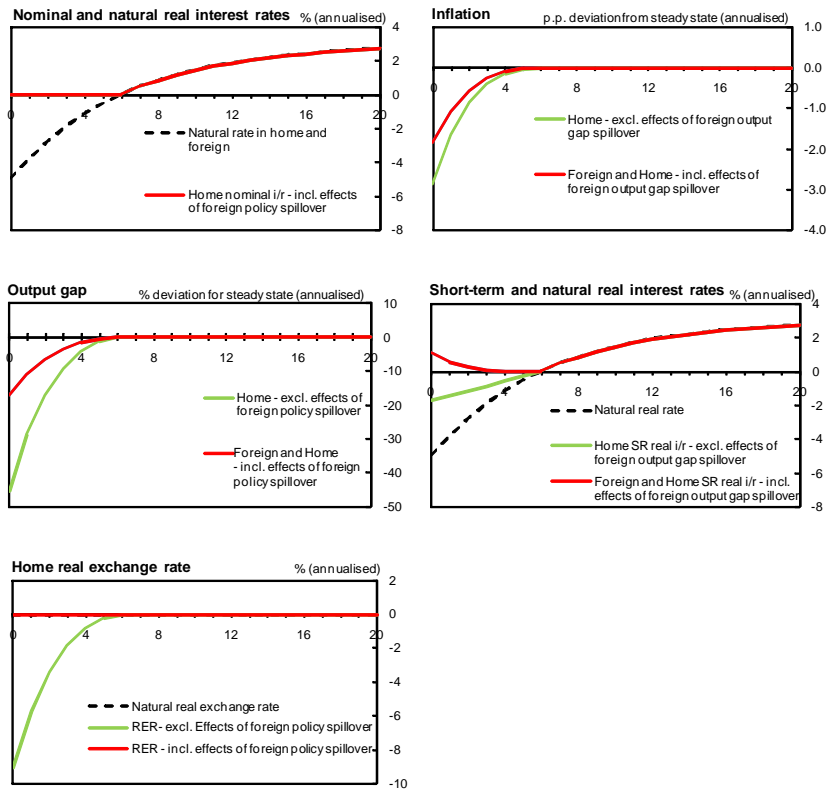 Nominal and natural real interest rates % (annualised)
4
2
0
-2
-4
-6
-8
0 4 8 12 16 20
Natural rate in home and
foreign
Home nominal i/r - incl. effects
of foreign policy spillover
Inflation p.p. deviation from steady state (annualised)
1.0
0.0
-1.0
-2.0
-3.0
-4.0
0 4 8 12 16 20
Home - excl. effects of foreign output
gap spillover
Foreign and Home - incl. effects of
foreign output gap spillover
Output gap % deviation for steady state (annualised)
10
0
-10
-20
-30
-40
-50
0 4 8 12 16 20
Home - excl. effects of
foreign policy spillover
Foreign and Home
- incl. effects of foreign
policy spillover
Short-term and natural real interest rates % (annualised)
4
2
0
-2
-4
-6
-8
0 4 8 12 16 20
Natural real rate
Home SR real i/r - excl. effects of
foreign output gap spillover
Foreign and Home SR real i/r - incl.
effects of foreign output gap spillover
Home real exchange rate % (annualised)
2
0
-2
-4
-6
-8
-10
0 4 8 12 16 20
Natural real exchange rate
RER - excl. Effects of foreign policy spillover
RER - incl. effects of foreign policy spillover